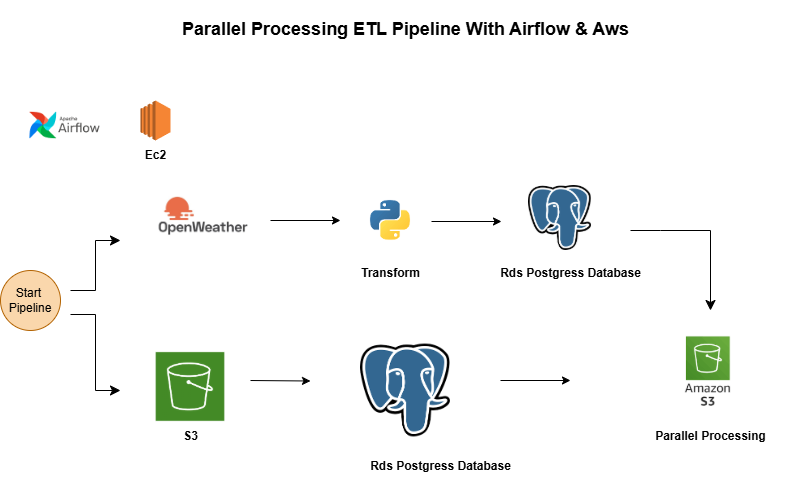 Parallel Processing ETL Pipeline With Airflow & Aws
Apache
Airflow
Ec2
OpenWeather
Transform
Rds Postgress Database
Start
Pipeline
S3
Rds Postgress Database
Amazon
S3
Parallel Processing